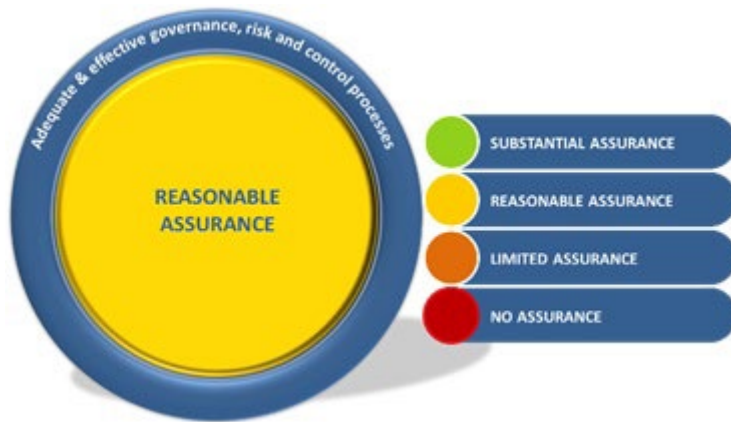 Adequate & effective governance, risk and control processes
REASONABLE
ASSURANCE
SUBSTANTIAL ASSURANCE
REASONABLE ASSURANCE
LIMITED ASSURANCE
NO ASSURANCE